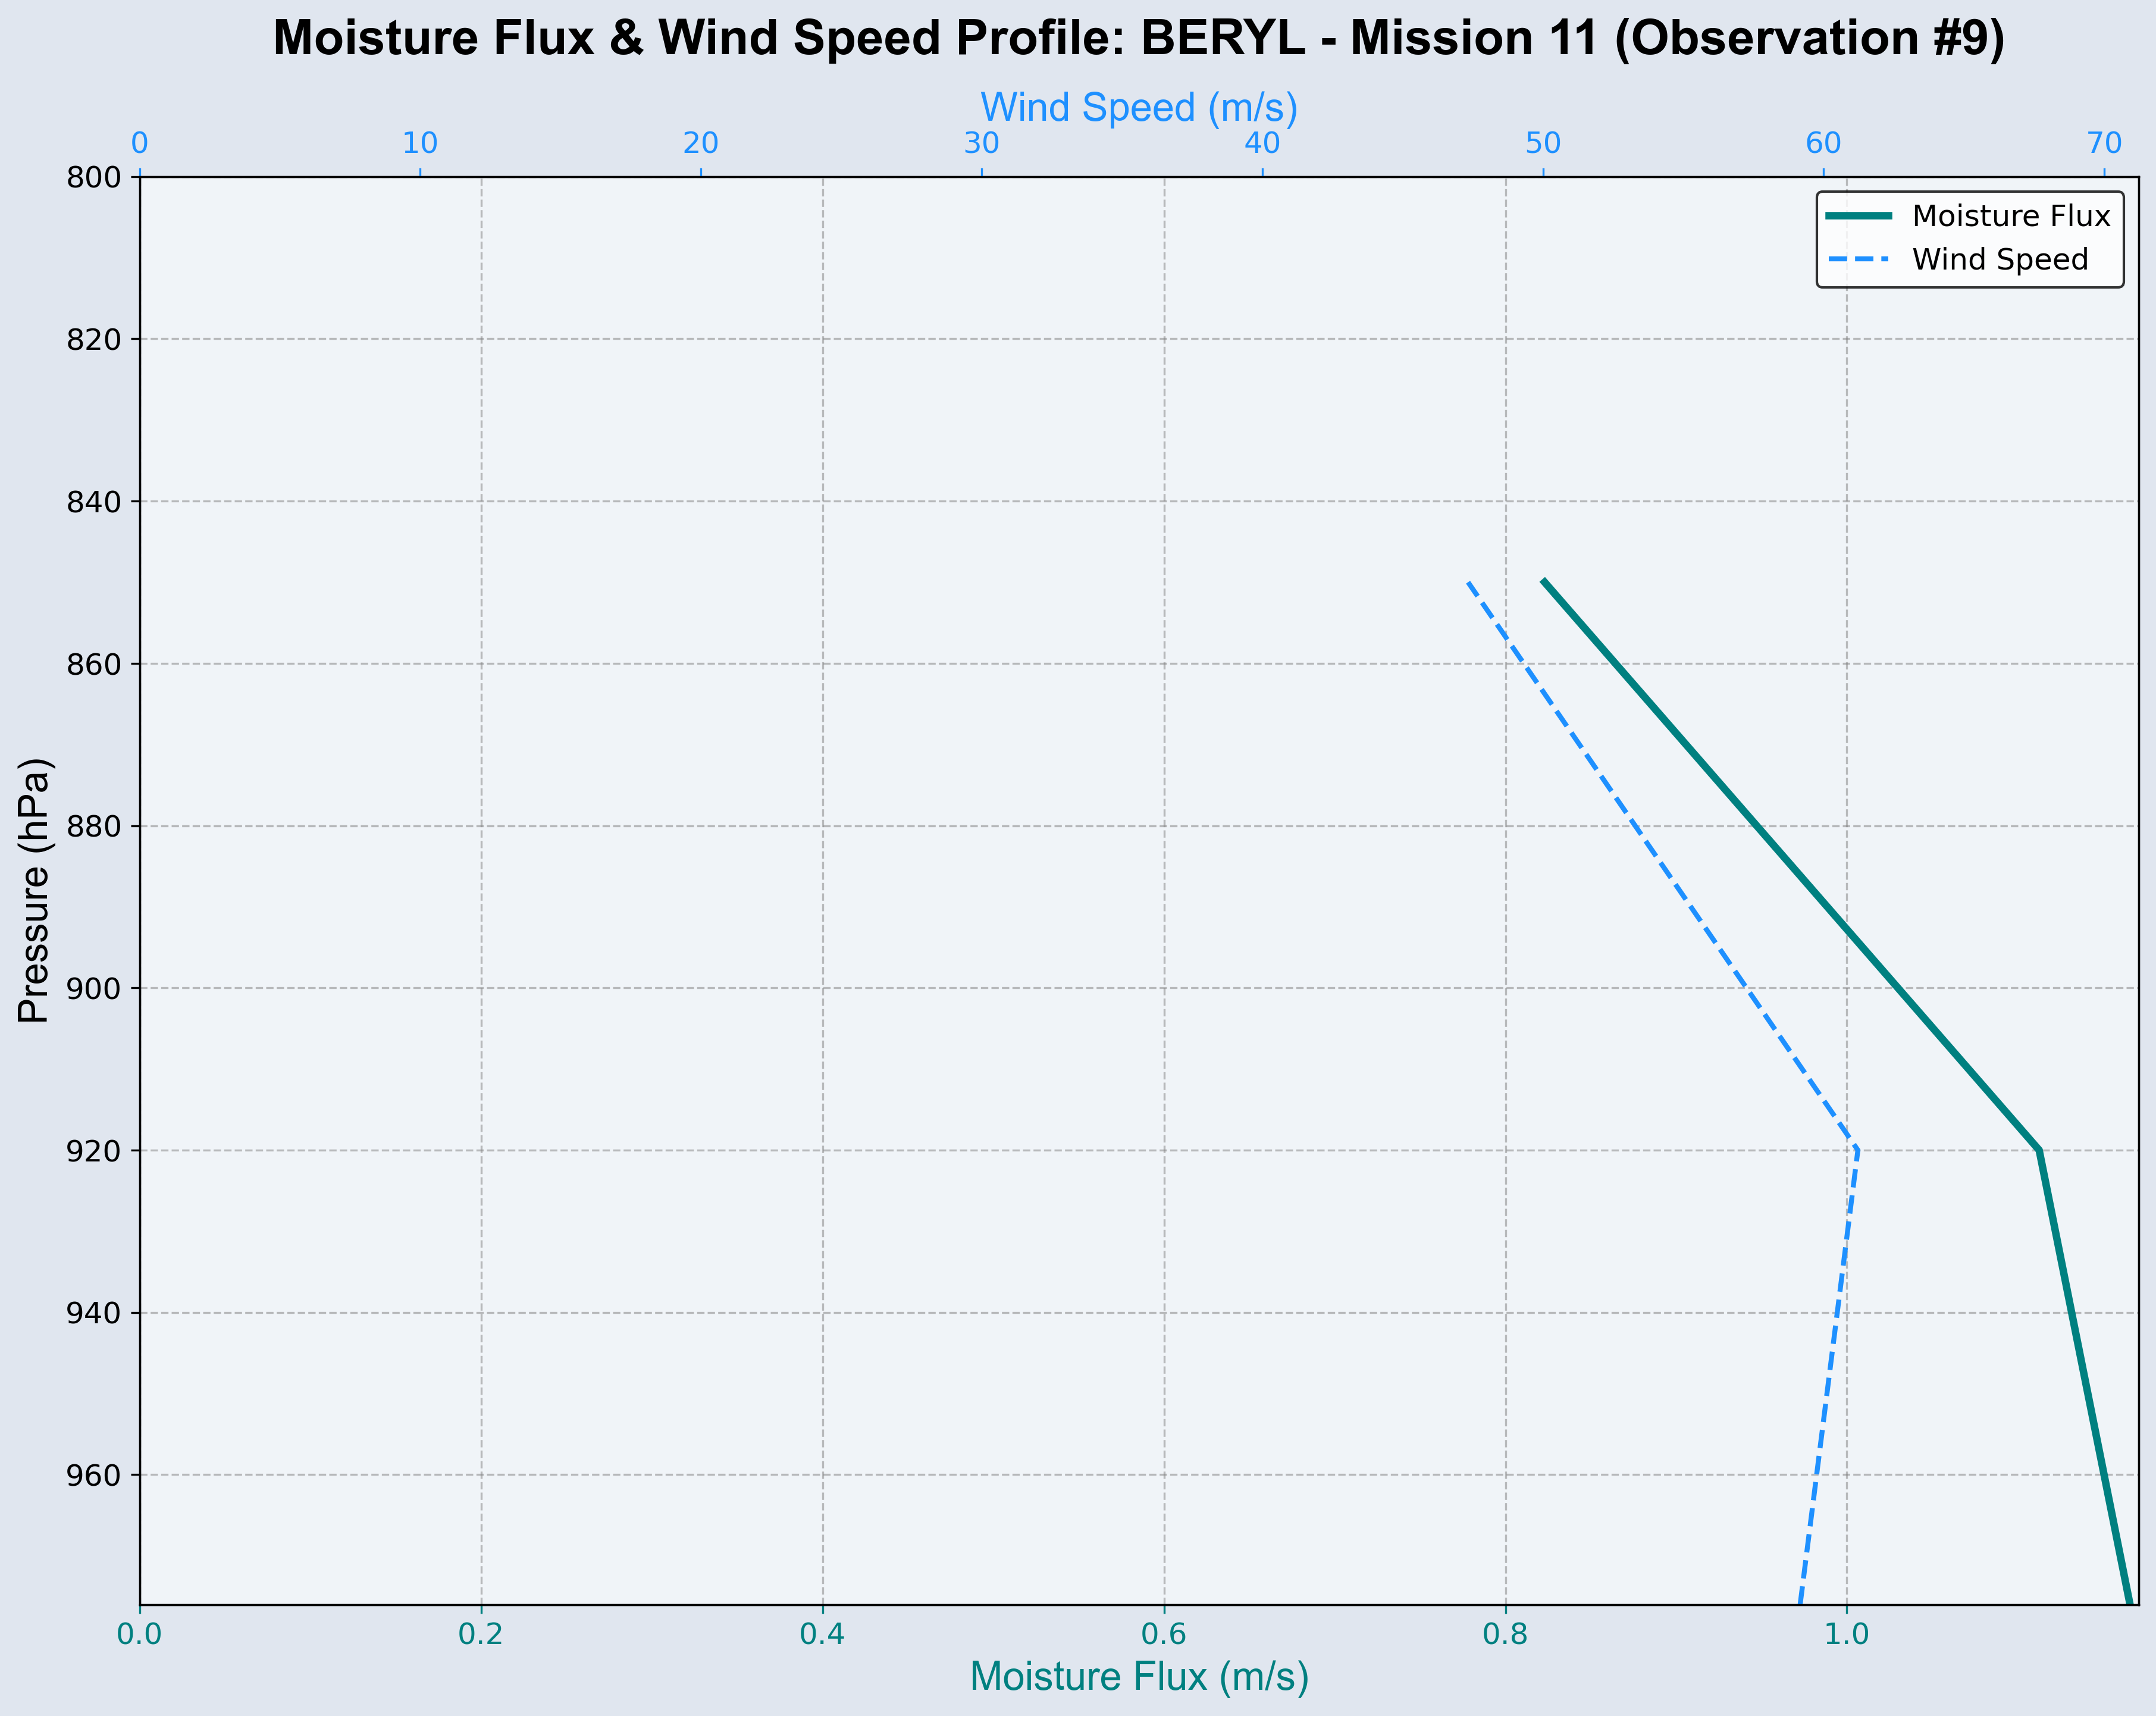 Moisture Flux & Wind Speed Profile: BERYL - Mission 11 (Observation #9)
Wind Speed (m/s)
0 10 20 30 40 50 60 70
Moisture Flux
Wind Speed
800
820
840
860
880
900
920
940
960
Pressure (hPa)
0.0 0.2 0.4 0.6 0.8 1.0
Moisture Flux (m/s)